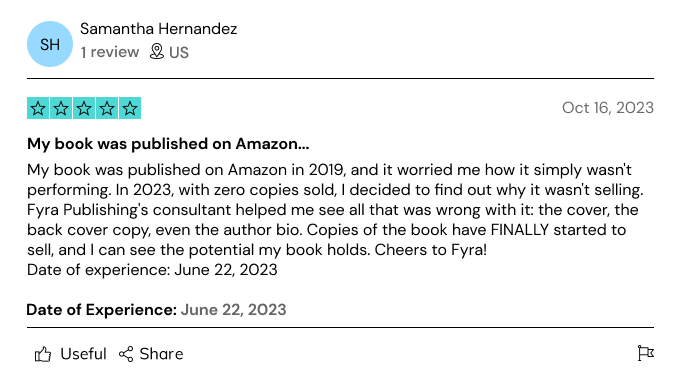 SH
Samantha Hernandez
1 review US
Oct 16, 2023
My book was published on Amazon...
My book was published on Amazon in 2019, and it worried me how it simply wasn't
performing. In 2023, with zero copies sold, I decided to find out why it wasn't selling.
Fyra Publishing's consultant helped me see all that was wrong with it: the cover, the
back cover copy, even the author bio. Copies of the book have FINALLY started to
sell, and I can see the potential my book holds. Cheers to Fyra!
Date of experience: June 22, 2023
Date of Experience: June 22, 2023
Useful Share